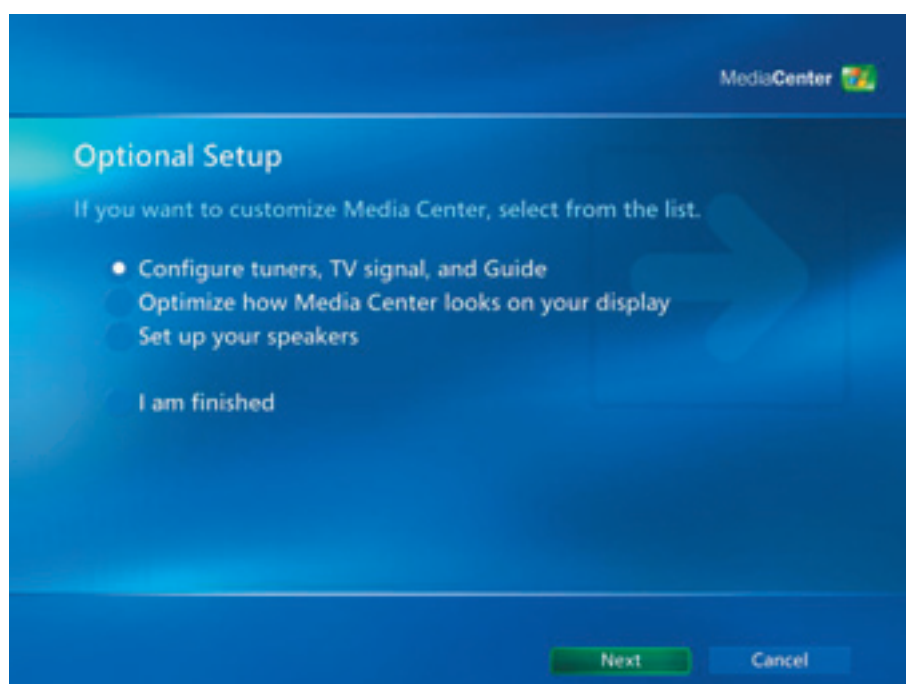 MediaCenter
Optional Setup
If you want to customize Media Center, select from the list.
Configure tuners, TV signal, and Guide
Optimize how Media Center looks on your display
Set up your speakers
I am finished
Next Cancel